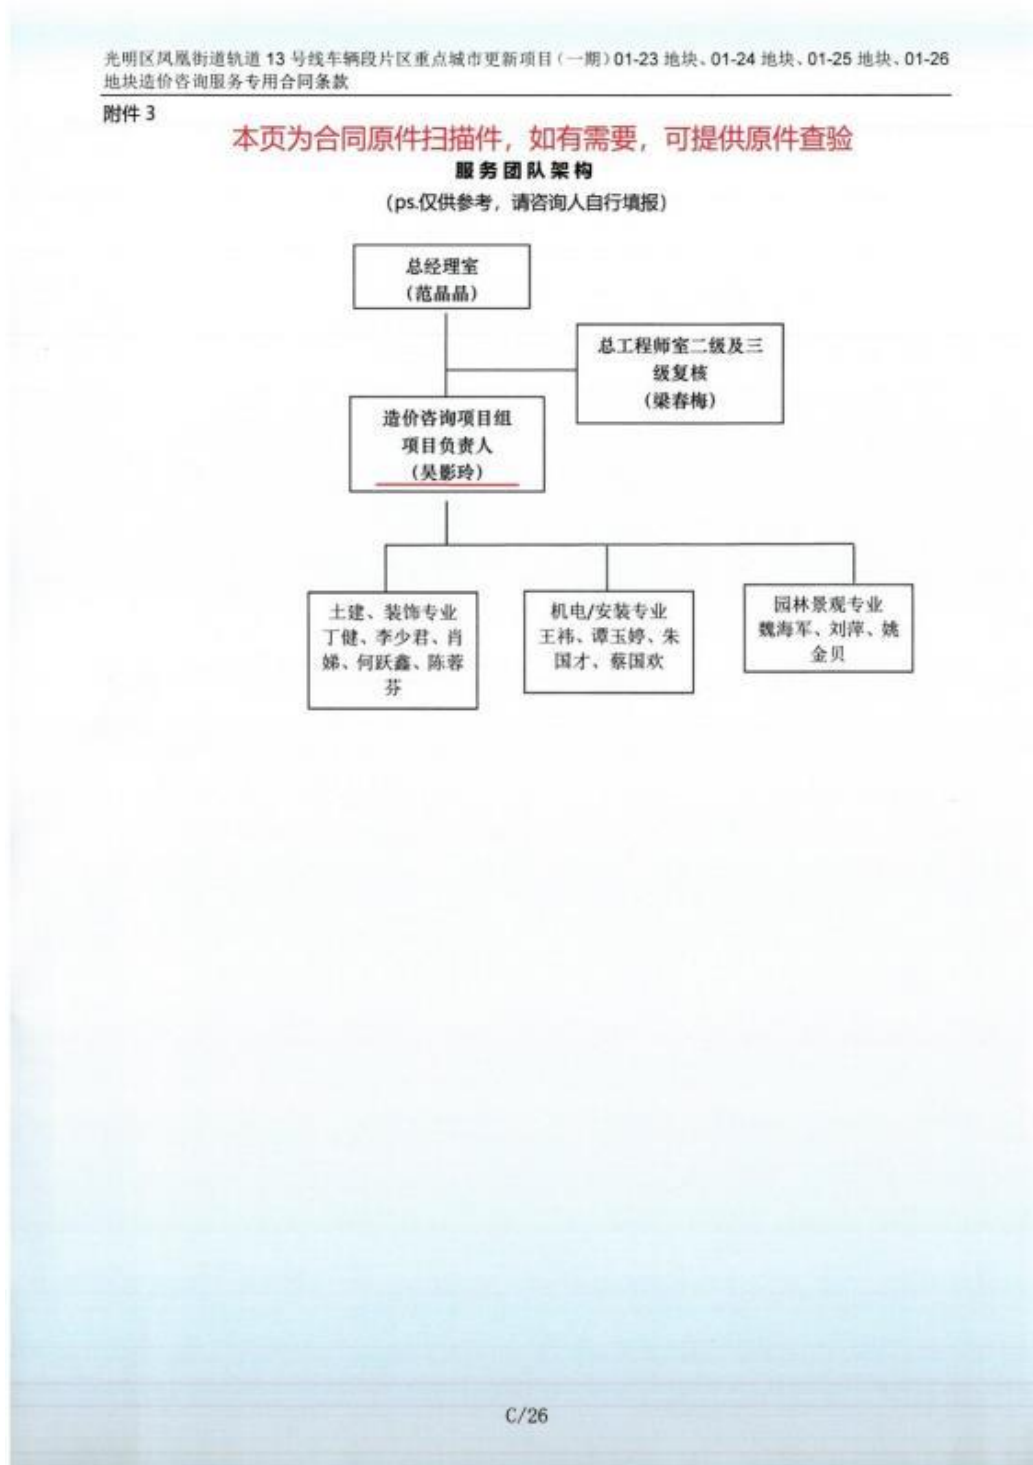 光明区凤凰街道轨道 13 号线车辆段片区重点城市更新项目(一期)01-23 地块、01-24 地块、01-25 地块、01-26
地块造价咨询服务专用合同条款
附件 3
本页为合同原件扫描件，如有需要，可提供原件查验
服务团队架构
(ps.仅供参考，请咨询人自行填报)
总经理室
(范晶晶)
总工程师室二级及三
级复核
(梁春梅)
造价咨询项目组
项目负责人
(吴影玲)
土建、装饰专业
丁健、李少君、肖
娣、何跃鑫、陈蓉
芬
机电/安装专业
王祎、谭玉婷、朱
国才、蔡国欢
园林景观专业
魏海军、刘萍、姚
金贝
C/26